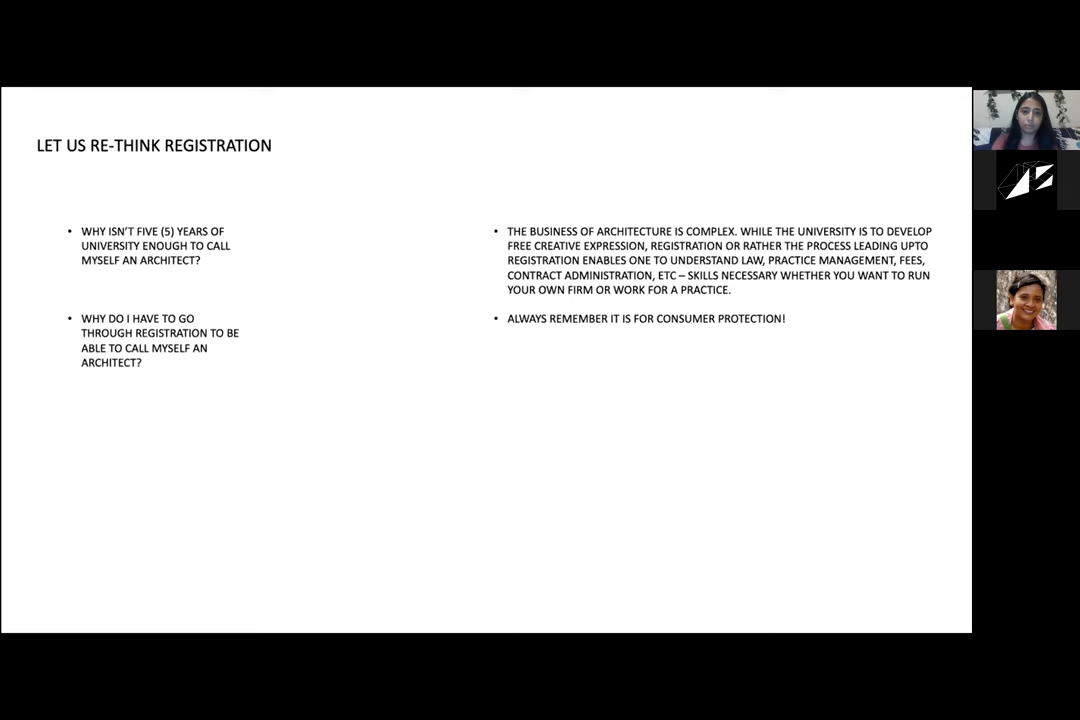 LET US RE-THINK REGISTRATION
• WHY ISN'T FIVE (5) YEARS OF
UNIVERSITY ENOUGH TO CALL
MYSELF AN ARCHITECT?
• WHY DO I HAVE TO GO
THROUGH REGISTRATION TO BE
ABLE TO CALL MYSELF AN
ARCHITECT?
• THE BUSINESS OF ARCHITECTURE IS COMPLEX. WHILE THE UNIVERSITY IS TO DEVELOP
FREE CREATIVE EXPRESSION, REGISTRATION OR RATHER THE PROCESS LEADING UPTO
REGISTRATION ENABLES ONE TO UNDERSTAND LAW, PRACTICE MANAGEMENT, FEES,
CONTRACT ADMINISTRATION, ETC – SKILLS NECESSARY WHETHER YOU WANT TO RUN
YOUR OWN FIRM OR WORK FOR A PRACTICE.
• ALWAYS REMEMBER IT IS FOR CONSUMER PROTECTION!